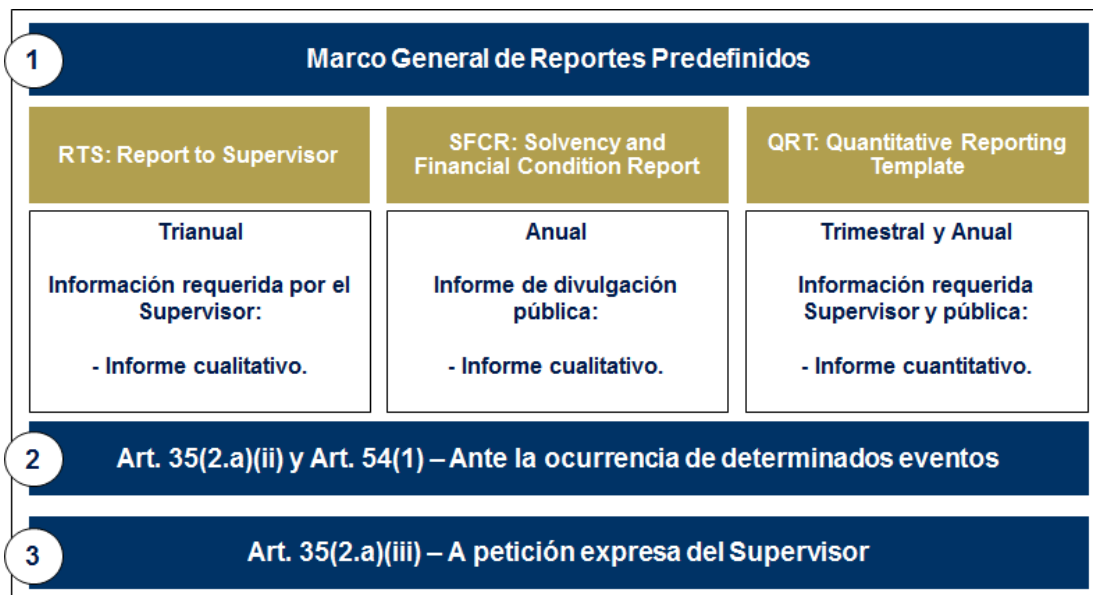 1
Marco General de Reportes Predefinidos
RTS: Report to Supervisor
SFCR: Solvency and
Financial Condition Report
QRT: Quantitative Reporting
Template
Trianual
Información requerida por el
Supervisor:
- Informe cualitativo.
Anual
Informe de divulgación
pública:
- Informe cualitativo.
Trimestral y Anual
Información requerida
Supervisor y pública:
- Informe cuantitativo.
2
Art. 35(2.a)(ii) y Art. 54(1) – Ante la ocurrencia de determinados eventos
3
Art. 35(2.a)(iii) – A petición expresa del Supervisor